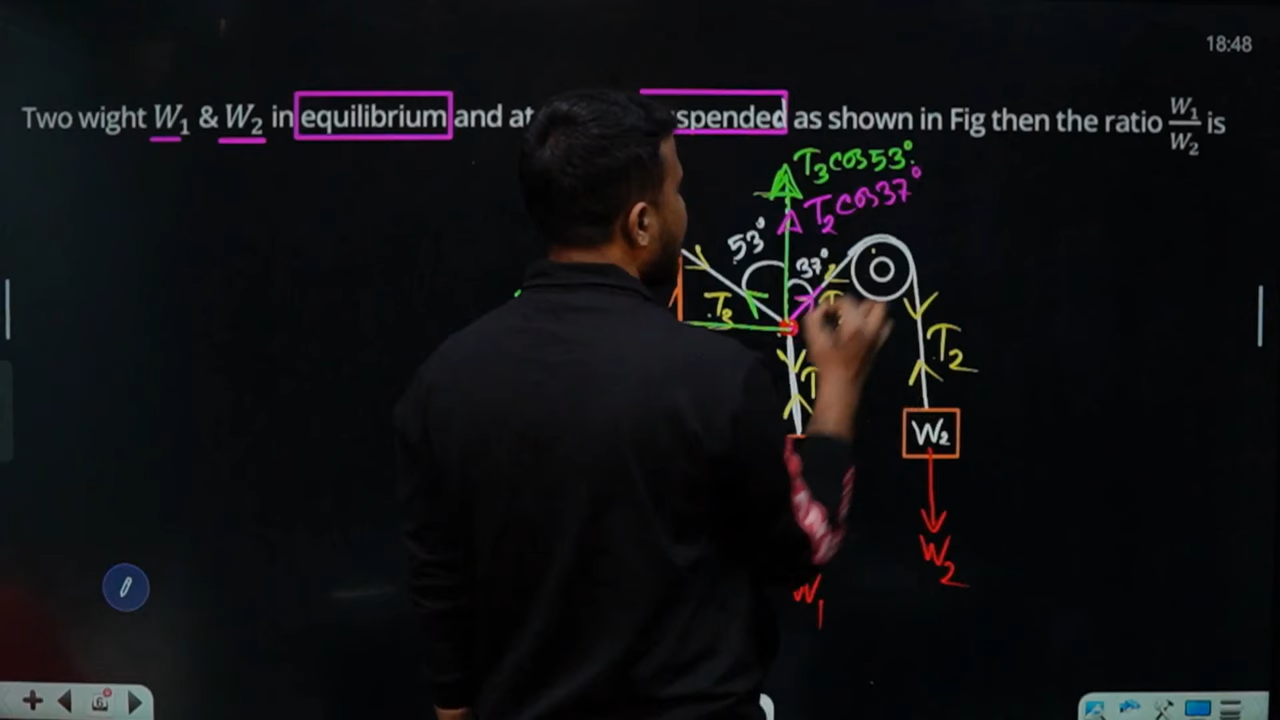 18:48
Two wight W₁ & W₂ in equilibrium and at spended as shown in Fig then the ratio W₁/W₂ is
T₃cos53°
T₂cos37°
53°
37°
T₃
T₂
W₂
W₂
W₁
6